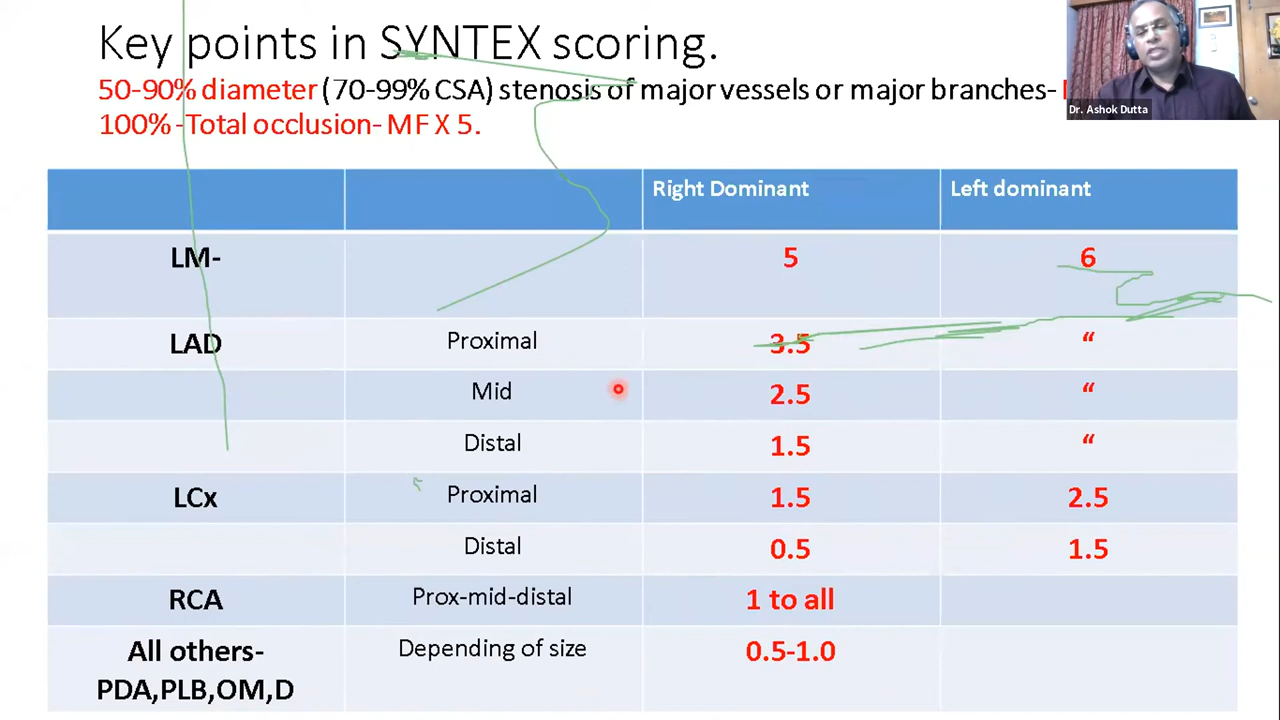 Key points in SYNTEX scoring.
50-90% diameter (70-99% CSA) stenosis of major vessels or major branches-
100% -Total occlusion- MF X 5.
Dr. Ashok Dutta
Right Dominant Left dominant
LM- 5 6
LAD Proximal 3.5 “
Mid 2.5 “
Distal 1.5 “
LCx Proximal 1.5 2.5
Distal 0.5 1.5
RCA Prox-mid-distal 1 to all
All others- Depending of size 0.5-1.0
PDA,PLB,OM,D